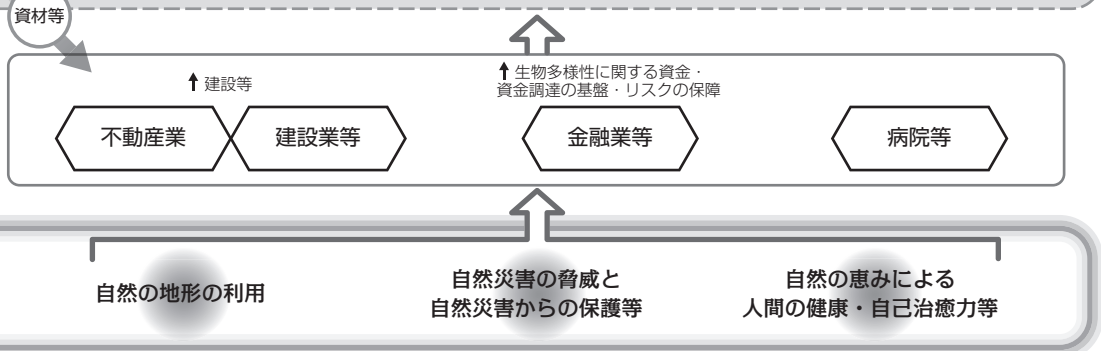 資材等
建設等
生物多様性に関する資金・
資金調達の基盤・リスクの保障
不動産業
建設業等
金融業等
病院等
自然の地形の利用
自然災害の脅威と
自然災害からの保護等
自然の恵みによる
人間の健康・自己治癒力等